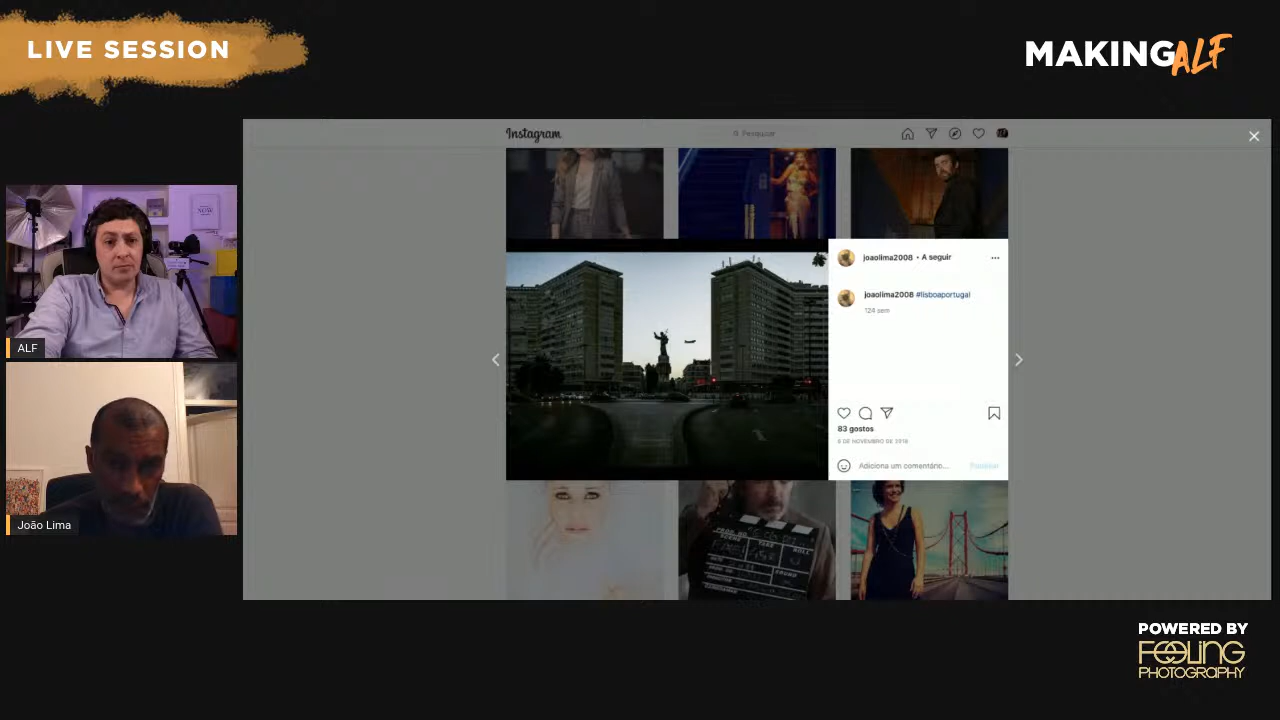 LIVE SESSION
MAKINGALF
Instagram
Pesquisar
joaolima2008 • A seguir
joaolima2008 #lisboaportugal
124 sem
83 gostos
6 DE NOVEMBRO DE 2018
Adiciona um comentário...
Publicar
ALF
João Lima
POWERED BY
FEELING
PHOTOGRAPHY